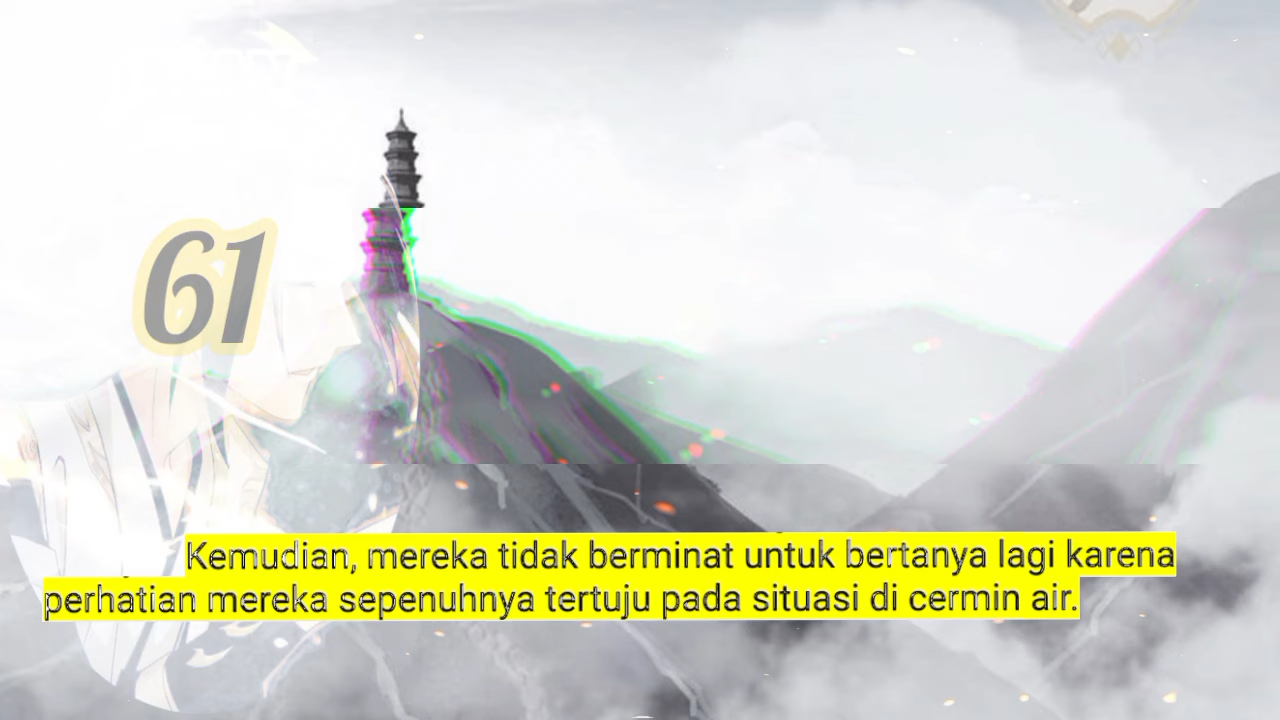 61
Kemudian, mereka tidak berminat untuk bertanya lagi karena
perhatian mereka sepenuhnya tertuju pada situasi di cermin air.